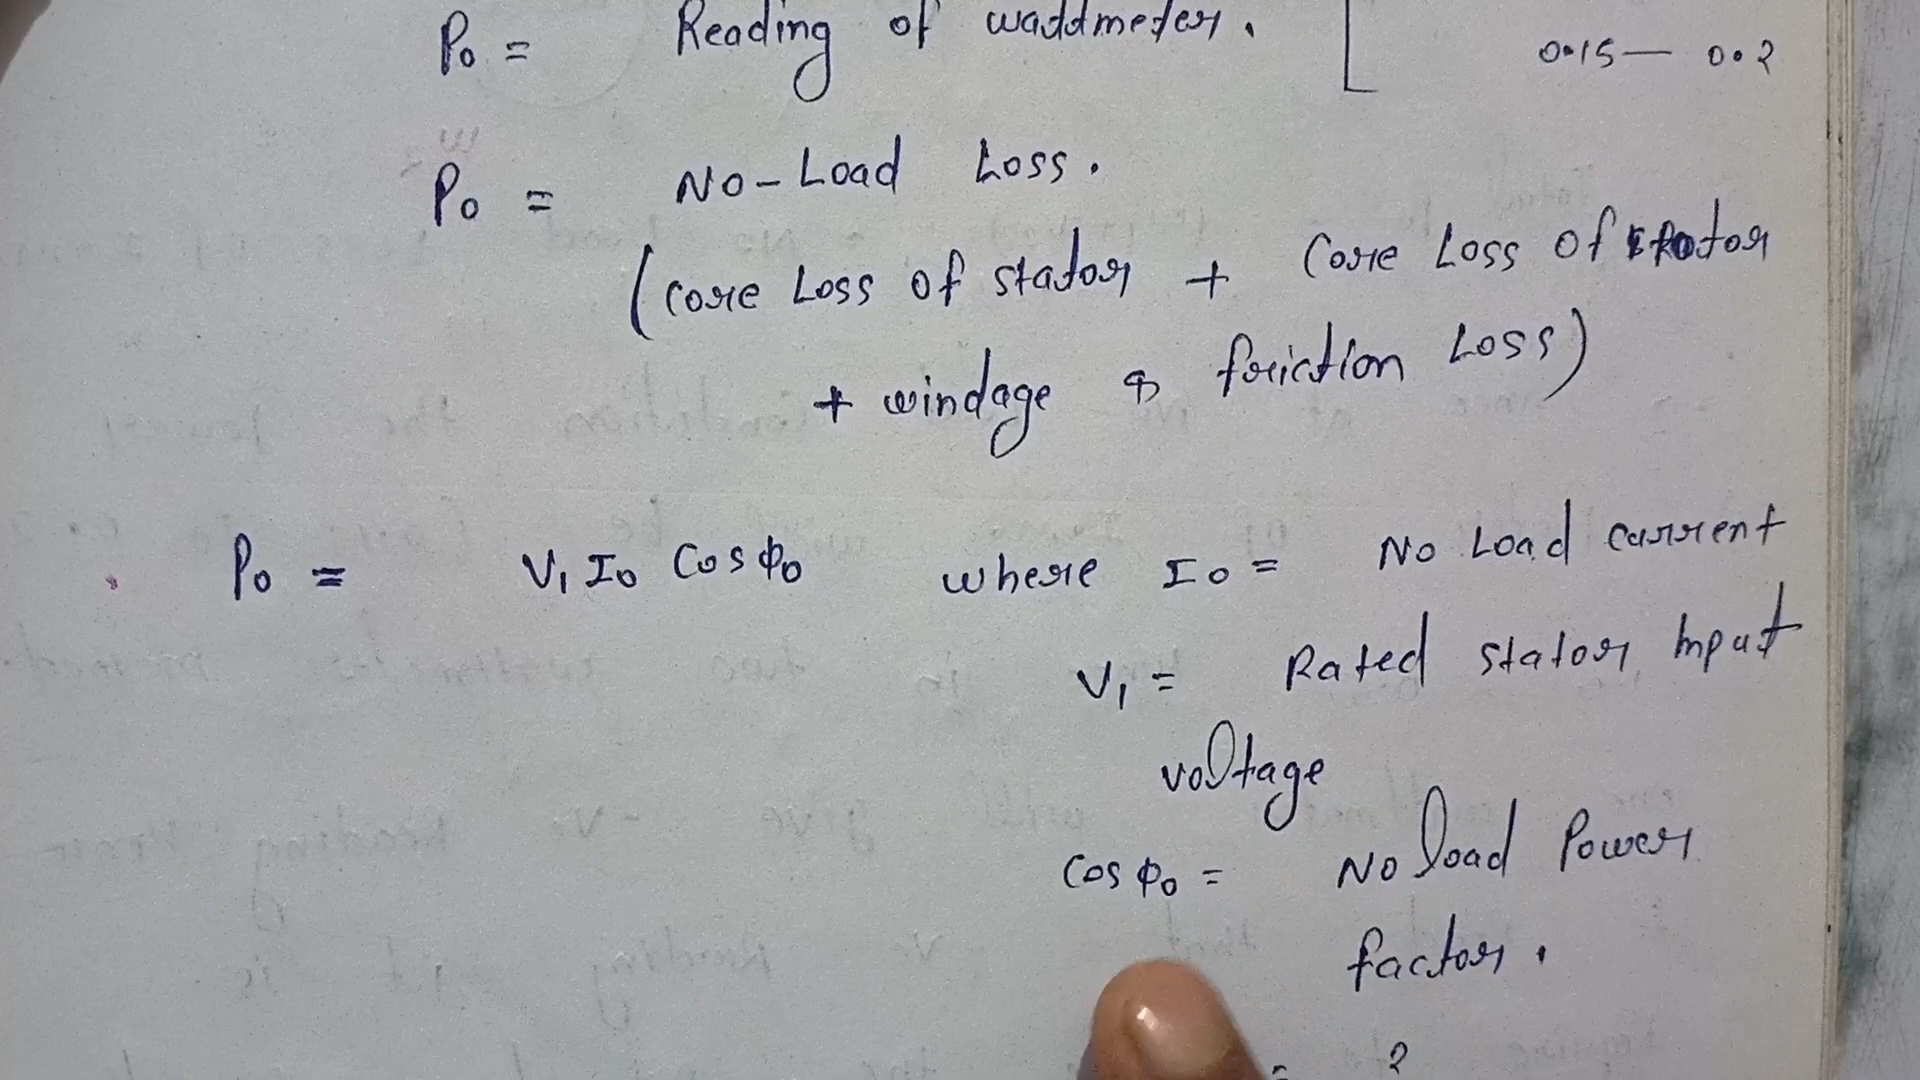 P0 = Reading of waddmeter.
0.15 — 0.2
P0 = No-Load Loss.
(core Loss of stator + Core Loss of rotor
+ windage & friction Loss)
P0 = V1 I0 Cos ϕ0 where I0 = No Load current
V1 = Rated stator Input
voltage
Cos ϕ0 = No load Power
factor.